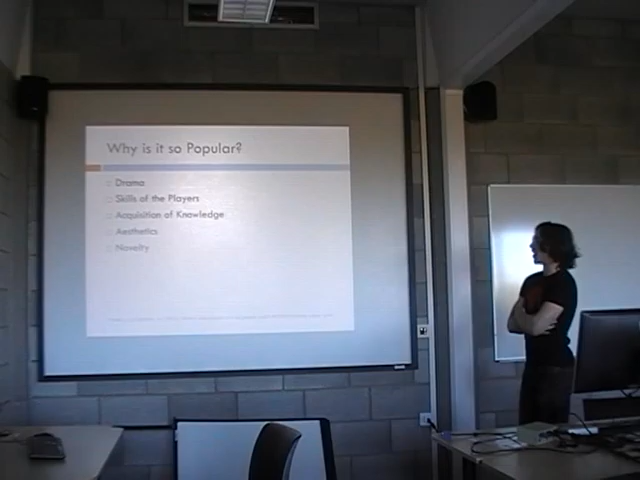 Why is it so Popular?
Drama
Skills of the Players
Acquisition of Knowledge
Aesthetics
Novelty